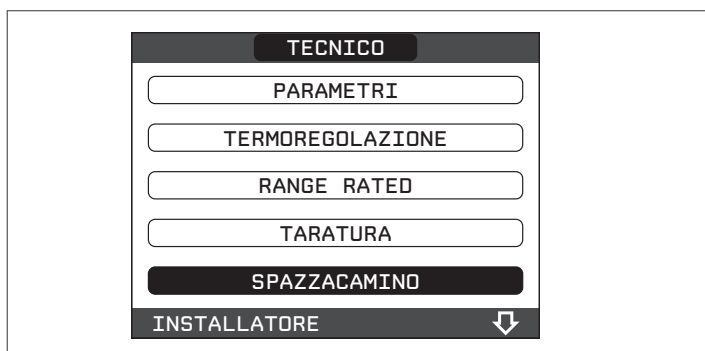 TECNICO
PARAMETRI
TERMOREGOLAZIONE
RANGE RATED
TARATURA
SPAZZACAMINO
INSTALLATORE